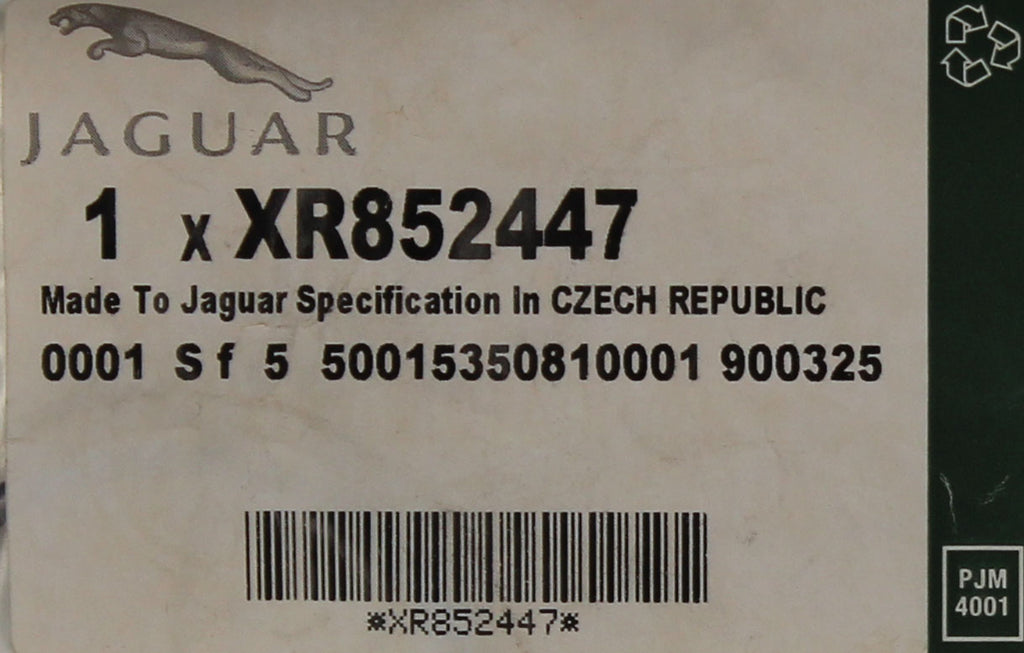 JAGUAR
1 x XR852447
Made To Jaguar Specification In CZECH REPUBLIC
0001 S f 5 50015350810001 900325
*XR852447*
PJM
4001